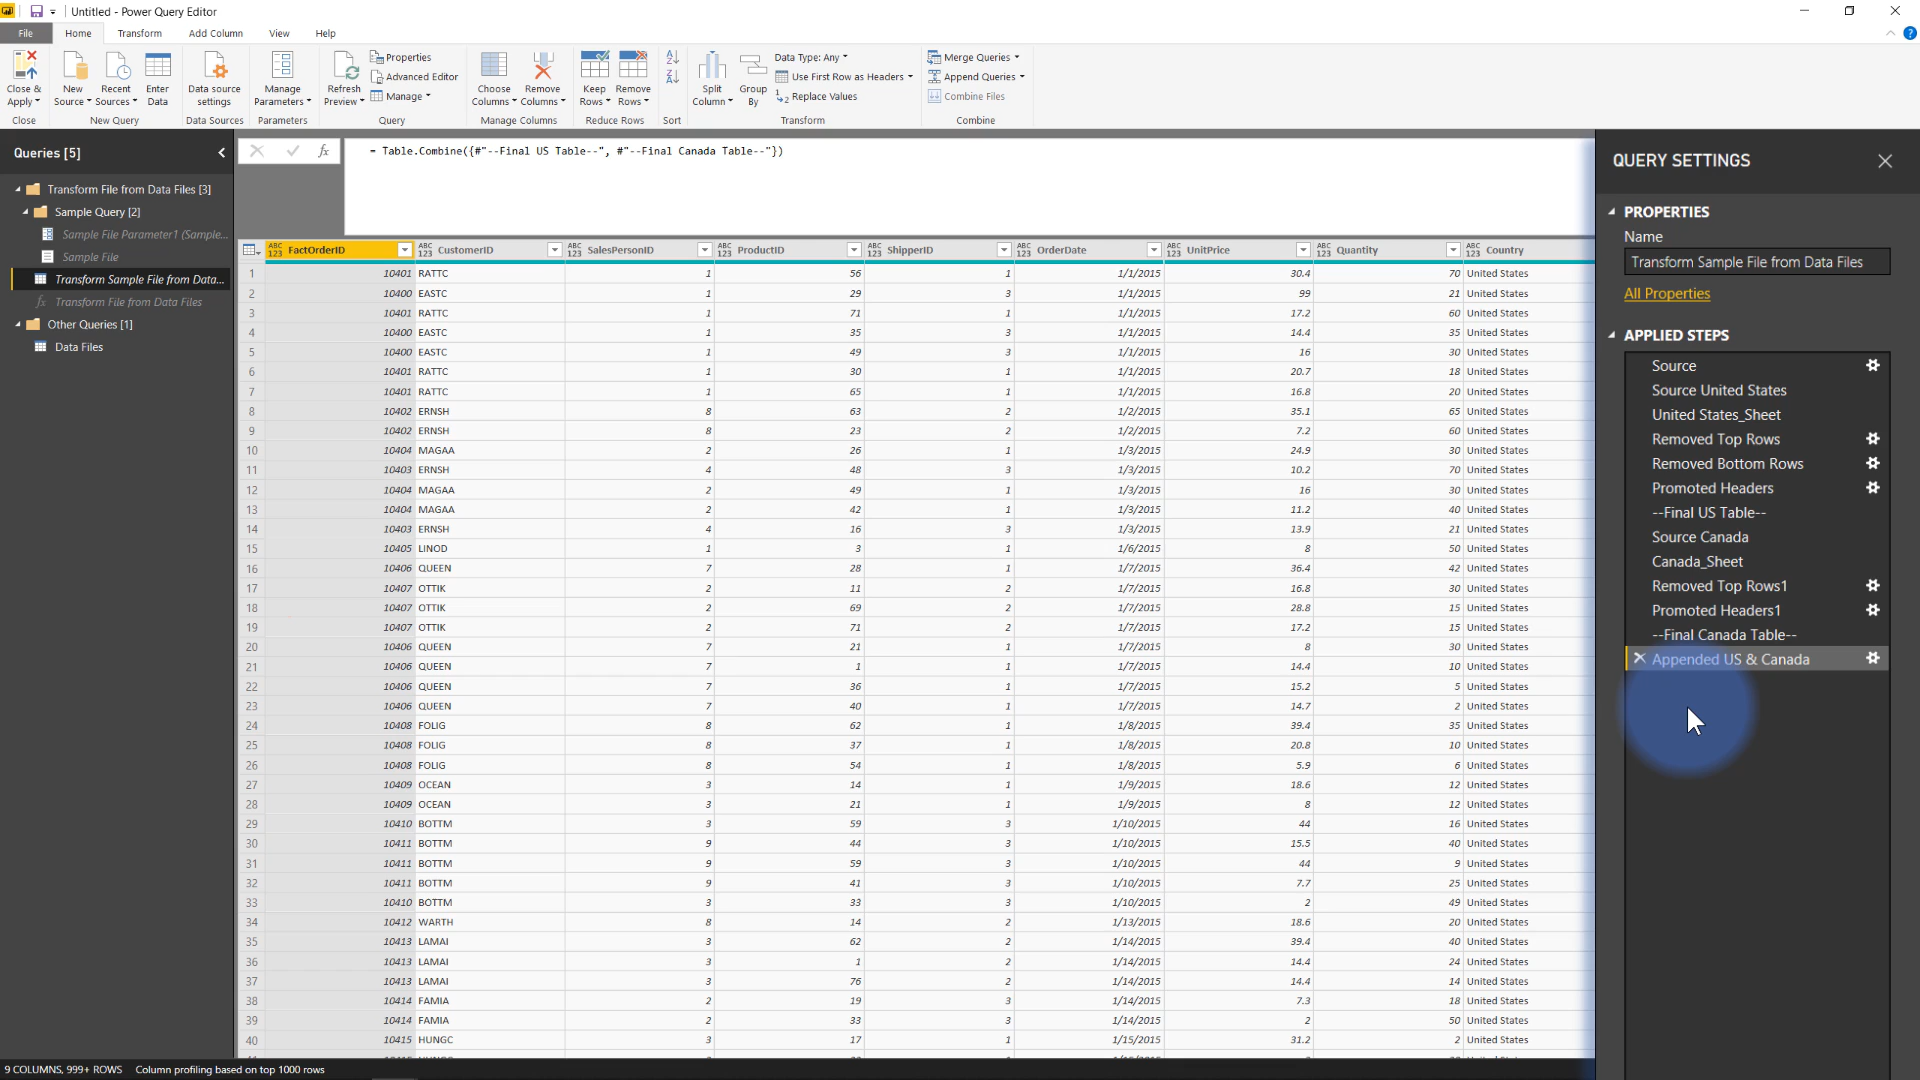 Untitled - Power Query Editor
File Home Transform Add Column View Help
Close & Apply
New Source
Recent Sources
Enter Data
Data source settings
Manage Parameters
Refresh Preview
Properties
Advanced Editor
Manage
Choose Columns
Remove Columns
Keep Rows
Remove Rows
Split Column
Group By
Data Type: Any
Use First Row as Headers
Replace Values
Merge Queries
Append Queries
Combine Files
Close New Query Data Sources Parameters Query Manage Columns Reduce Rows Sort Transform Combine
Queries [5]
Transform File from Data Files [3]
Sample Query [2]
Sample File Parameter1 (Sample...
Sample File
Transform Sample File from Data...
Transform File from Data Files
Other Queries [1]
Data Files
= Table.Combine({#"--Final US Table--", #"--Final Canada Table--"})
ABC 123 FactOrderID ABC 123 CustomerID ABC 123 SalesPersonID ABC 123 ProductID ABC 123 ShipperID ABC 123 OrderDate ABC 123 UnitPrice ABC 123 Quantity ABC 123 Country
1 10401 RATTC 1 56 1 1/1/2015 30.4 70 United States
2 10400 EASTC 1 29 3 1/1/2015 99 21 United States
3 10401 RATTC 1 71 1 1/1/2015 17.2 60 United States
4 10400 EASTC 1 35 3 1/1/2015 14.4 35 United States
5 10400 EASTC 1 49 3 1/1/2015 16 30 United States
6 10401 RATTC 1 30 1 1/1/2015 20.7 18 United States
7 10401 RATTC 1 65 1 1/1/2015 16.8 20 United States
8 10402 ERNSH 8 63 2 1/2/2015 35.1 65 United States
9 10402 ERNSH 8 23 2 1/2/2015 7.2 60 United States
10 10404 MAGAA 2 26 1 1/3/2015 24.9 30 United States
11 10403 ERNSH 4 48 3 1/3/2015 10.2 70 United States
12 10404 MAGAA 2 49 1 1/3/2015 16 30 United States
13 10404 MAGAA 2 42 1 1/3/2015 11.2 40 United States
14 10403 ERNSH 4 16 3 1/3/2015 13.9 21 United States
15 10405 LINOD 1 3 1 1/6/2015 8 50 United States
16 10406 QUEEN 7 28 1 1/7/2015 36.4 42 United States
17 10407 OTTIK 2 11 2 1/7/2015 16.8 30 United States
18 10407 OTTIK 2 69 2 1/7/2015 28.8 15 United States
19 10407 OTTIK 2 71 2 1/7/2015 17.2 15 United States
20 10406 QUEEN 7 21 1 1/7/2015 8 30 United States
21 10406 QUEEN 7 1 1 1/7/2015 14.4 10 United States
22 10406 QUEEN 7 36 1 1/7/2015 15.2 5 United States
23 10406 QUEEN 7 40 1 1/7/2015 14.7 2 United States
24 10408 FOLIG 8 62 1 1/8/2015 39.4 35 United States
25 10408 FOLIG 8 37 1 1/8/2015 20.8 10 United States
26 10408 FOLIG 8 54 1 1/8/2015 5.9 6 United States
27 10409 OCEAN 3 14 1 1/9/2015 18.6 12 United States
28 10409 OCEAN 3 21 1 1/9/2015 8 12 United States
29 10410 BOTTM 3 59 3 1/10/2015 44 16 United States
30 10411 BOTTM 9 44 3 1/10/2015 15.5 40 United States
31 10411 BOTTM 9 59 3 1/10/2015 44 9 United States
32 10411 BOTTM 9 41 3 1/10/2015 7.7 25 United States
33 10410 BOTTM 3 33 3 1/10/2015 2 49 United States
34 10412 WARTH 8 14 2 1/13/2015 18.6 20 United States
35 10413 LAMAI 3 62 2 1/14/2015 39.4 40 United States
36 10413 LAMAI 3 1 2 1/14/2015 14.4 24 United States
37 10413 LAMAI 3 76 2 1/14/2015 14.4 14 United States
38 10414 FAMIA 2 19 3 1/14/2015 7.3 18 United States
39 10414 FAMIA 2 33 3 1/14/2015 2 50 United States
40 10415 HUNGC 3 17 1 1/15/2015 31.2 2 United States
QUERY SETTINGS
PROPERTIES
Name
Transform Sample File from Data Files
All Properties
APPLIED STEPS
Source
Source United States
United States_Sheet
Removed Top Rows
Removed Bottom Rows
Promoted Headers
--Final US Table--
Source Canada
Canada_Sheet
Removed Top Rows1
Promoted Headers1
--Final Canada Table--
Appended US & Canada
9 COLUMNS, 999+ ROWS Column profiling based on top 1000 rows